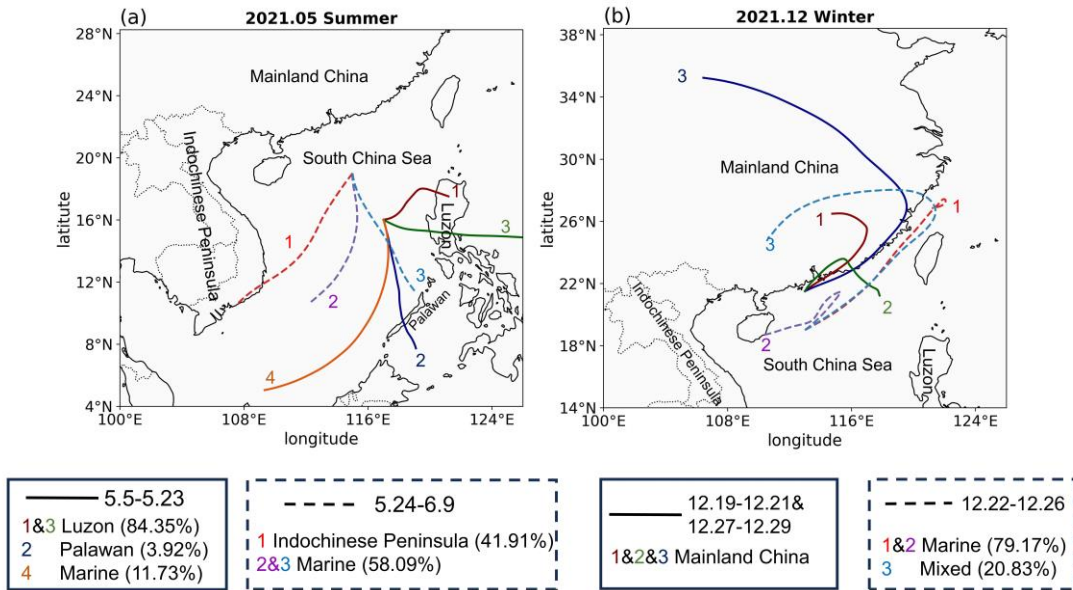 (a) 2021.05 Summer
28°N
24°N
20°N
16°N
12°N
8°N
4°N
100°E
108°E
116°E
124°E
latitute
longitude
Mainland China
South China Sea
Indochinese Peninsula
Luzon
Palawan
1
2
3
1
2
3
4
(b) 2021.12 Winter
38°N
34°N
30°N
26°N
22°N
18°N
14°N
100°E
108°E
116°E
124°E
latitute
longitude
Mainland China
South China Sea
Indochinese Peninsula
Luzon
3
1
3
1
2
2
5.5-5.23
1&3 Luzon (84.35%)
2 Palawan (3.92%)
4 Marine (11.73%)
5.24-6.9
1 Indochinese Peninsula (41.91%)
2&3 Marine (58.09%)
12.19-12.21&
12.27-12.29
1&2&3 Mainland China
12.22-12.26
1&2 Marine (79.17%)
3 Mixed (20.83%)